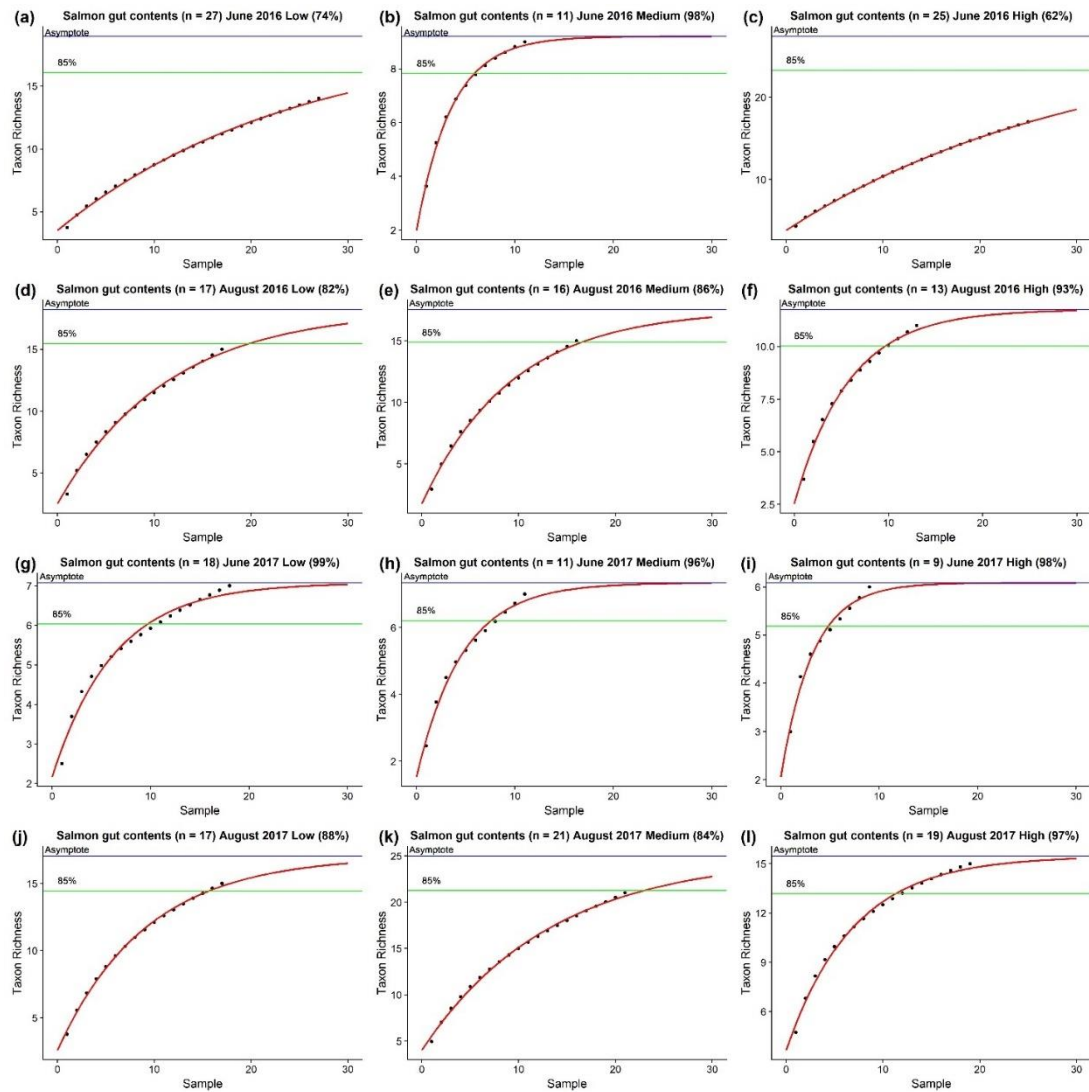 (a) Salmon gut contents (n = 27) June 2016 Low (74%)
Asymptote
85%
Taxon Richness
15
10
5
0 10 20 30
Sample
(b) Salmon gut contents (n = 11) June 2016 Medium (98%)
Asymptote
85%
Taxon Richness
8
6
4
2
0 10 20 30
Sample
(c) Salmon gut contents (n = 25) June 2016 High (62%)
Asymptote
85%
Taxon Richness
20
10
0 10 20 30
Sample
(d) Salmon gut contents (n = 17) August 2016 Low (82%)
Asymptote
85%
Taxon Richness
15
10
5
0 10 20 30
Sample
(e) Salmon gut contents (n = 16) August 2016 Medium (86%)
Asymptote
85%
Taxon Richness
15
10
5
0 10 20 30
Sample
(f) Salmon gut contents (n = 13) August 2016 High (93%)
Asymptote
85%
Taxon Richness
10.0
7.5
5.0
2.5
0 10 20 30
Sample
(g) Salmon gut contents (n = 18) June 2017 Low (99%)
Asymptote
85%
Taxon Richness
7
6
5
4
3
2
0 10 20 30
Sample
(h) Salmon gut contents (n = 11) June 2017 Medium (96%)
Asymptote
85%
Taxon Richness
6
4
2
0 10 20 30
Sample
(i) Salmon gut contents (n = 9) June 2017 High (98%)
Asymptote
85%
Taxon Richness
6
5
4
3
2
0 10 20 30
Sample
(j) Salmon gut contents (n = 17) August 2017 Low (88%)
Asymptote
85%
Taxon Richness
15
10
5
0 10 20 30
Sample
(k) Salmon gut contents (n = 21) August 2017 Medium (84%)
Asymptote
85%
Taxon Richness
25
20
15
10
5
0 10 20 30
Sample
(l) Salmon gut contents (n = 19) August 2017 High (97%)
Asymptote
85%
Taxon Richness
15
12
9
6
0 10 20 30
Sample